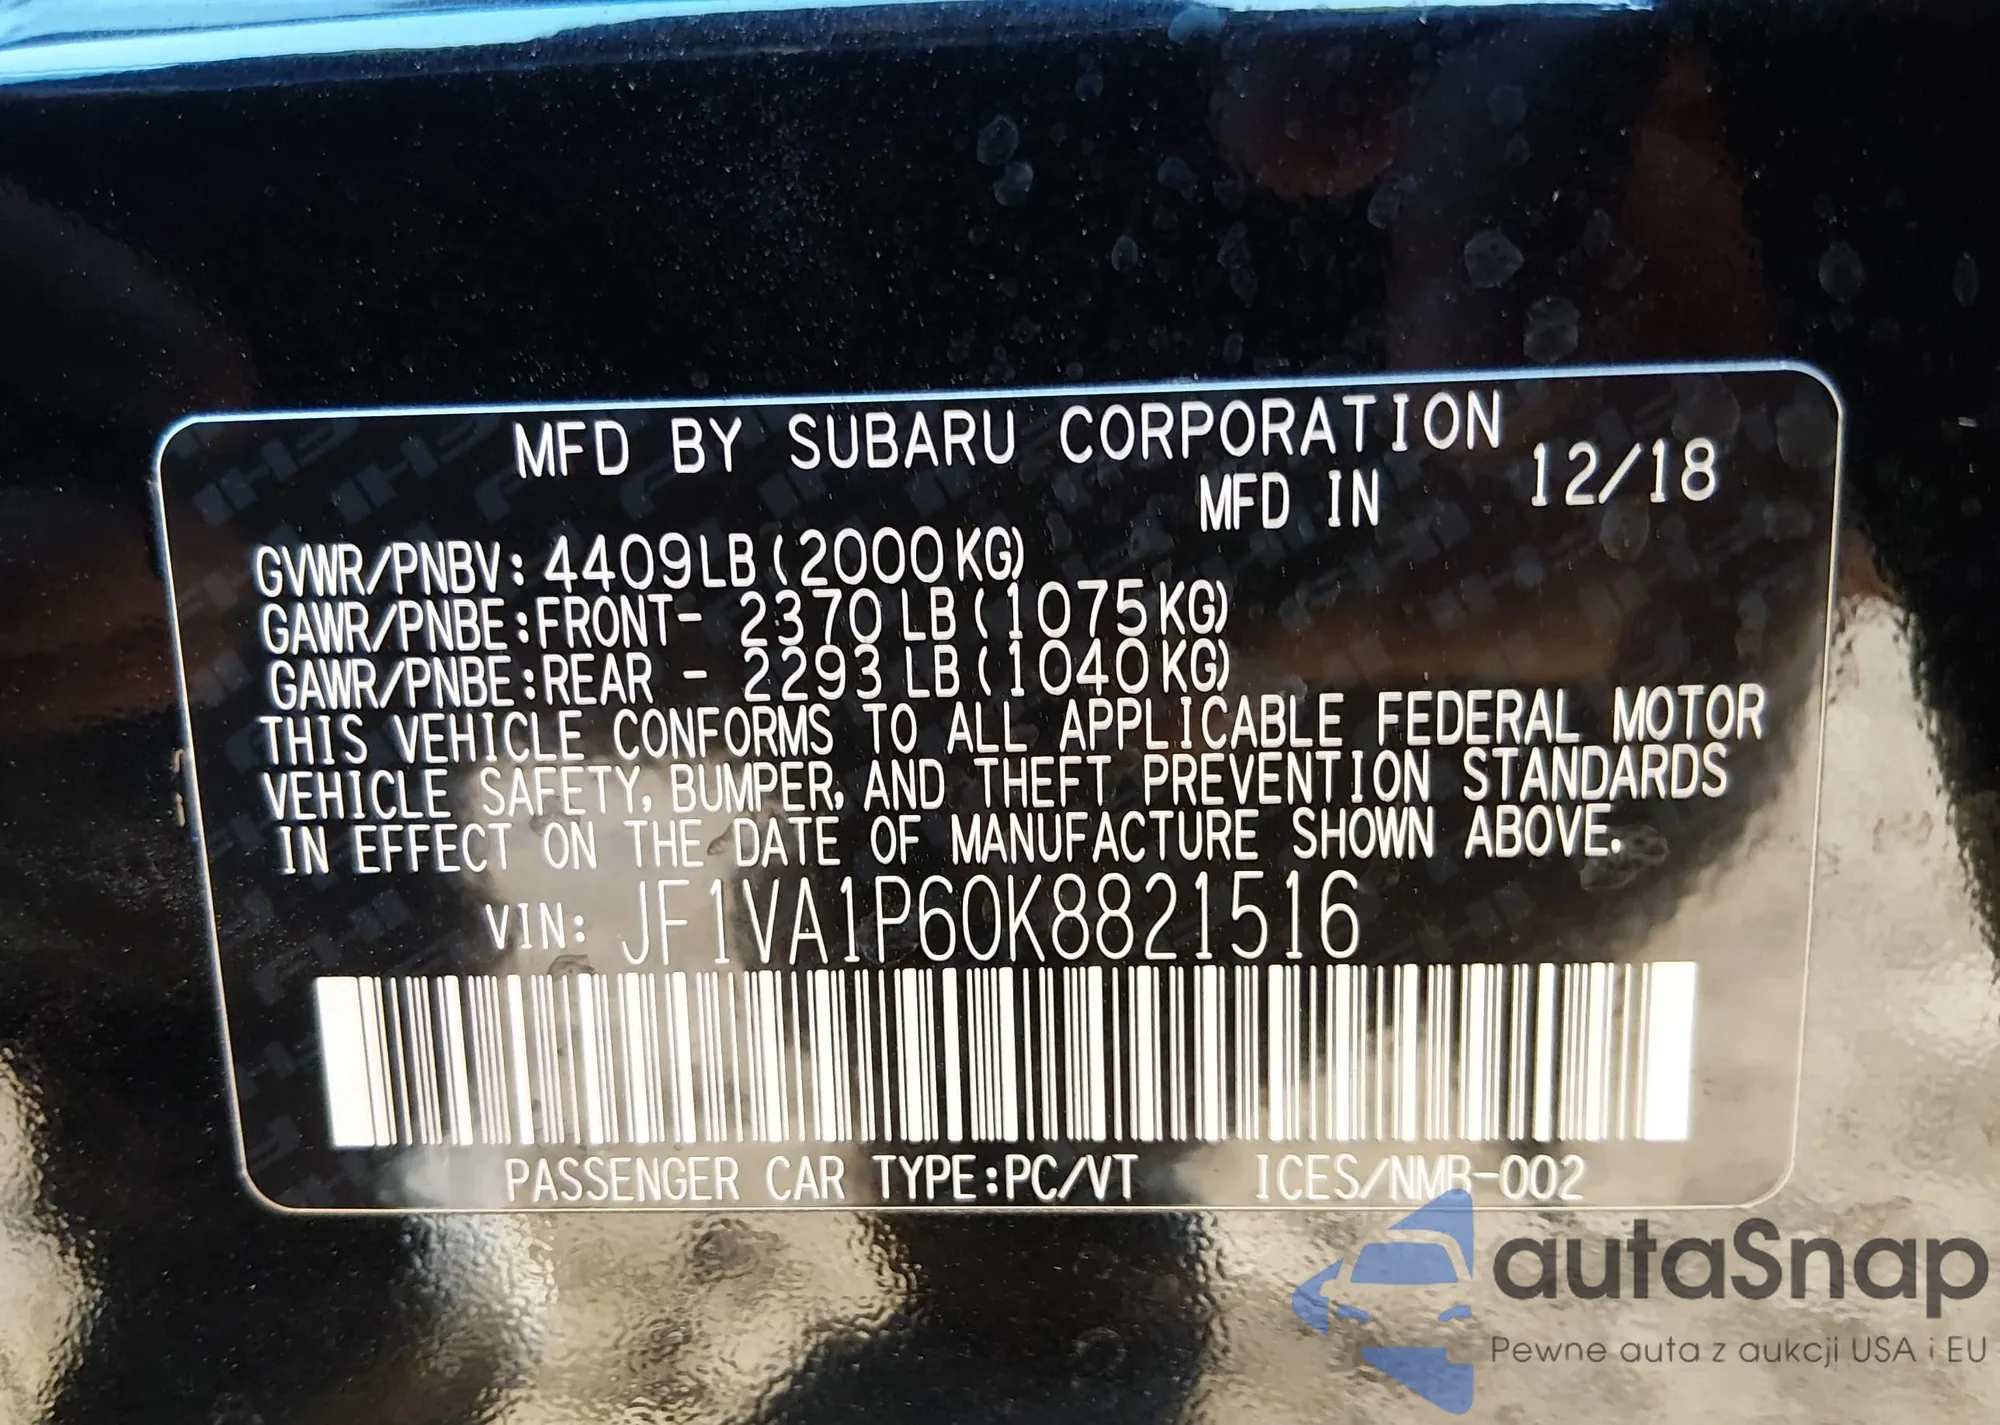 MFD BY SUBARU CORPORATION
MFD IN 12/18
GVWR/PNBV: 4409LB (2000KG)
GAWR/PNBE:FRONT- 2370 LB (1075KG)
GAWR/PNBE:REAR - 2293 LB (1040KG)
THIS VEHICLE CONFORMS TO ALL APPLICABLE FEDERAL MOTOR
VEHICLE SAFETY, BUMPER, AND THEFT PREVENTION STANDARDS
IN EFFECT ON THE DATE OF MANUFACTURE SHOWN ABOVE.
VIN: JF1VA1P60K8821516
PASSENGER CAR TYPE:PC/VT ICES/NMB-002
autaSnap
Pewne auta z aukcji USA i EU